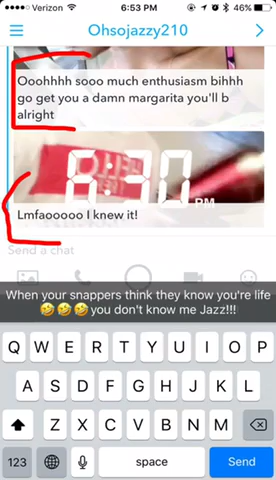 Verizon 6:53 PM 46%
Ohsojazzy210
Ooohhhh sooo much enthusiasm bihhh
go get you a damn margarita you'll b
alright
6:30
PM
Lmfaooooo I knew it!
Send a chat
When your snappers think they know you're life
🤣🤣🤣you don't know me Jazz!!!
Q W E R T Y U I O P
A S D F G H J K L
Z X C V B N M
123 space Send